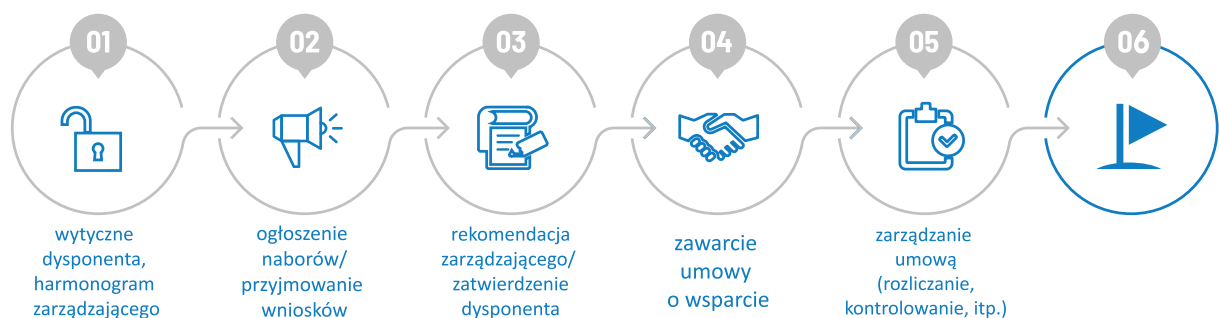 01
wytyczne
dysponenta,
harmonogram
zarządzającego
02
ogłoszenie
naborów/
przyjmowanie
wniosków
03
rekomendacja
zarządzającego/
zatwierdzenie
dysponenta
04
zawarcie
umowy
o wsparcie
05
zarządzanie
umową
(rozliczanie,
kontrolowanie, itp.)
06